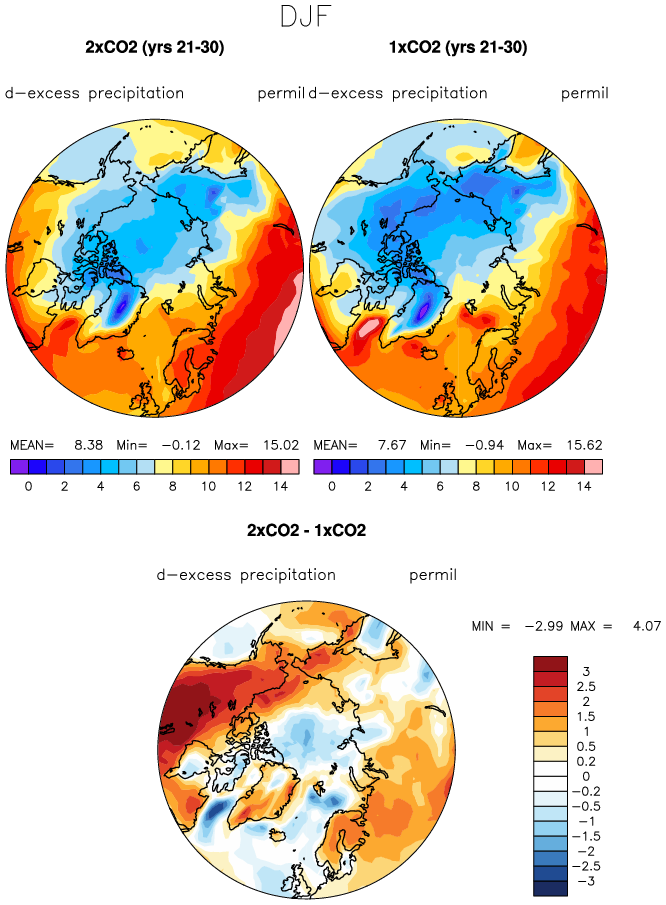 DJF
2xCO2 (yrs 21-30) 1xCO2 (yrs 21-30)
d-excess precipitation permil d-excess precipitation permil
MEAN= 8.38 Min= -0.12 Max= 15.02 MEAN= 7.67 Min= -0.94 Max= 15.62
0 2 4 6 8 10 12 14 0 2 4 6 8 10 12 14
2xCO2 - 1xCO2
d-excess precipitation permil
MIN = -2.99 MAX = 4.07
3
2.5
2
1.5
1
0.5
0.2
0
-0.2
-0.5
-1
-1.5
-2
-2.5
-3